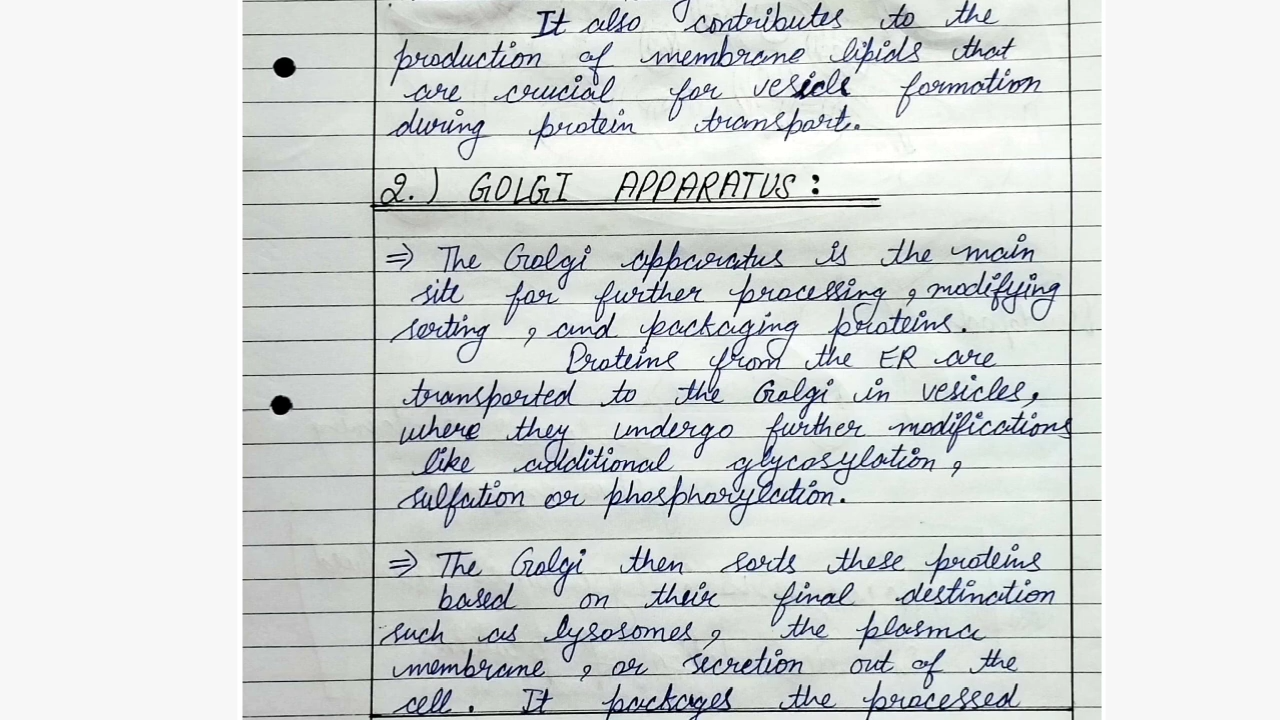 It also contributes to the
production of membrane lipids that
are crucial for vesicle formation
during protein transport.
2.) GOLGI APPARATUS :
⇒ The Golgi apparatus is the main
site for further processing, modifying
sorting, and packaging proteins.
Proteins from the ER are
transported to the Golgi in vesicles,
where they undergo further modifications
like additional glycosylation,
sulfation or phosphorylation.
⇒ The Golgi then sorts these proteins
based on their final destination
such as lysosomes, the plasma
membrane, or secretion out of the
cell. It packages the processed